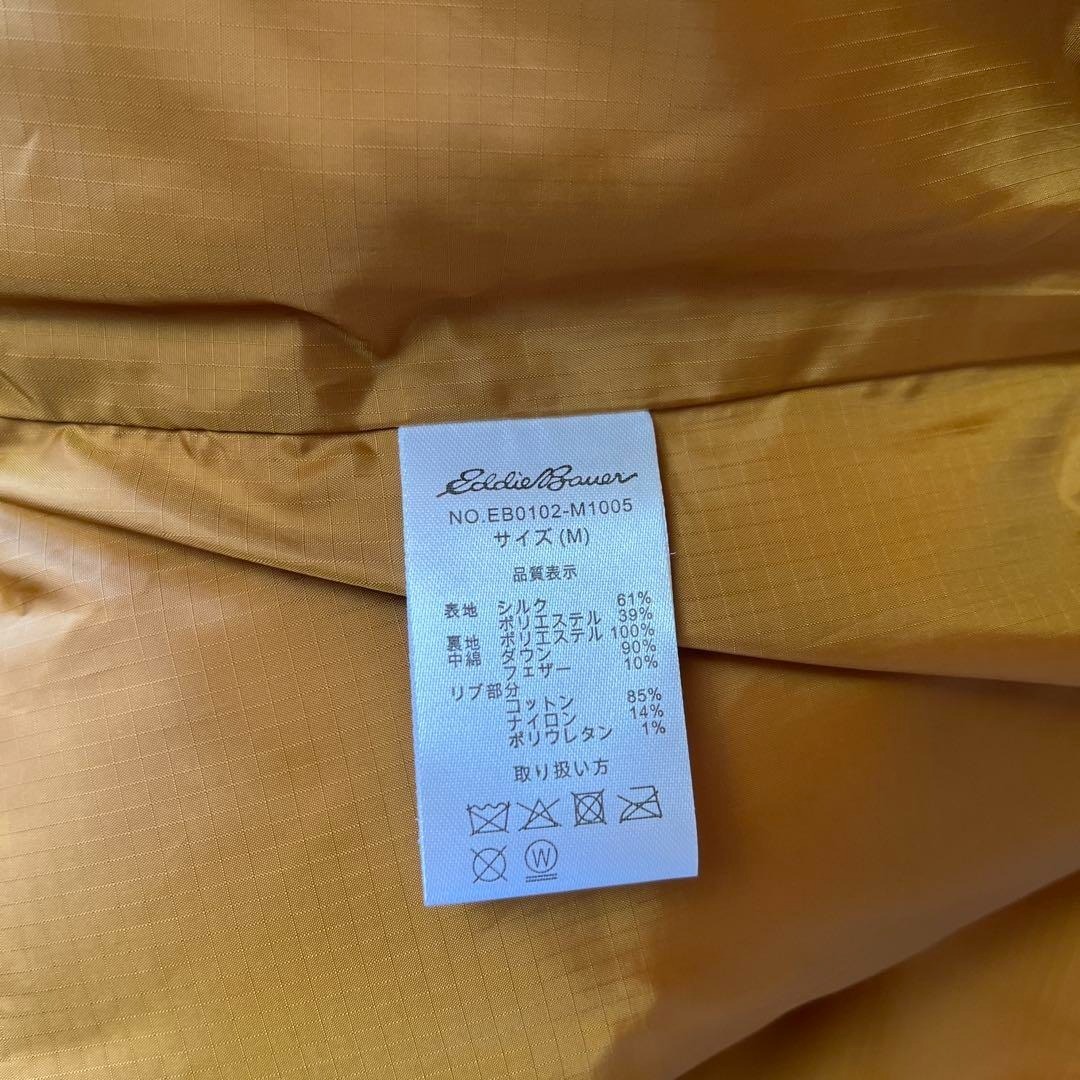 Eddie Bauer
NO.EB0102-M1005
サイズ(M)
品質表示
表地 シルク 61%
ポリエステル 39%
裏地 ポリエステル 100%
中綿 ダウン 90%
フェザー 10%
リブ部分
コットン 85%
ナイロン 14%
ポリウレタン 1%
取り扱い方
W